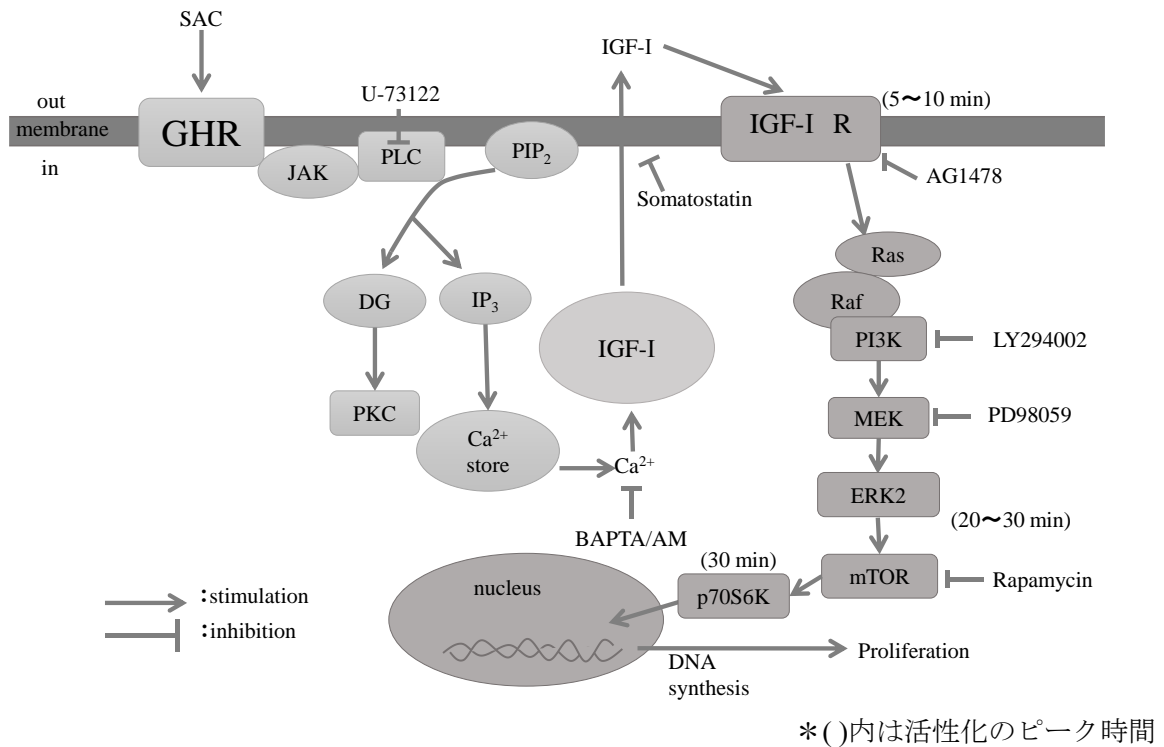 SAC
IGF-I
U-73122
out
membrane
in
GHR
JAK
PLC
PIP₂
(5〜10 min)
IGF-I R
AG1478
Somatostatin
Ras
Raf
DG
IP₃
IGF-I
PI3K
LY294002
PKC
Ca²⁺
store
MEK
PD98059
Ca²⁺
ERK2
(20〜30 min)
BAPTA/AM
(30 min)
mTOR
Rapamycin
nucleus
p70S6K
:stimulation
:inhibition
DNA
synthesis
Proliferation
＊( )内は活性化のピーク時間